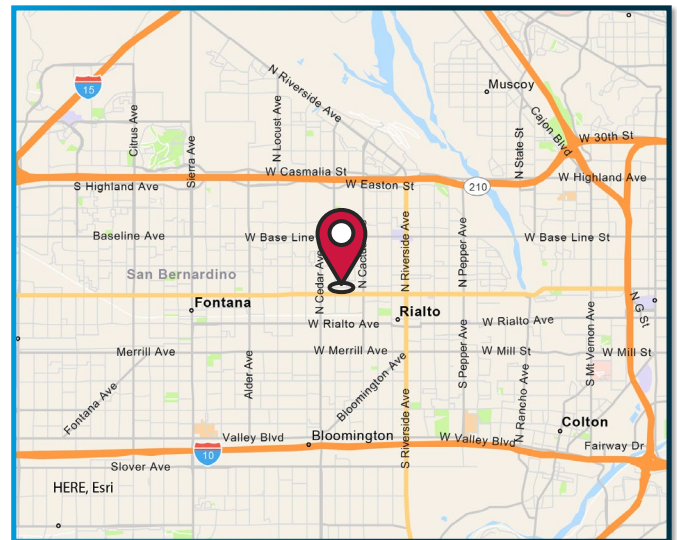 N Riverside Ave
Muscoy
15
Citrus Ave
Sierra Ave
N Locust Ave
N State St
Cajon Blvd
W 30th St
W Casmalia St
W Easton St
W Highland Ave
S Highland Ave
210
Baseline Ave
W Base Line
W Base Line St
N Cedar Ave
N Riverside Ave
N Pepper Ave
San Bernardino
Fontana
Rialto
N G St
W Rialto Ave
W Rialto Ave
Merrill Ave
W Merrill Ave
W Mill St
W Mill St
Alder Ave
Fontana Ave
Bloomington Ave
S Pepper Ave
S Mt Vernon Ave
N Rancho Ave
S Riverside Ave
Valley Blvd
Bloomington
W Valley Blvd
Colton
Fairway Dr
10
Slover Ave
HERE, Esri